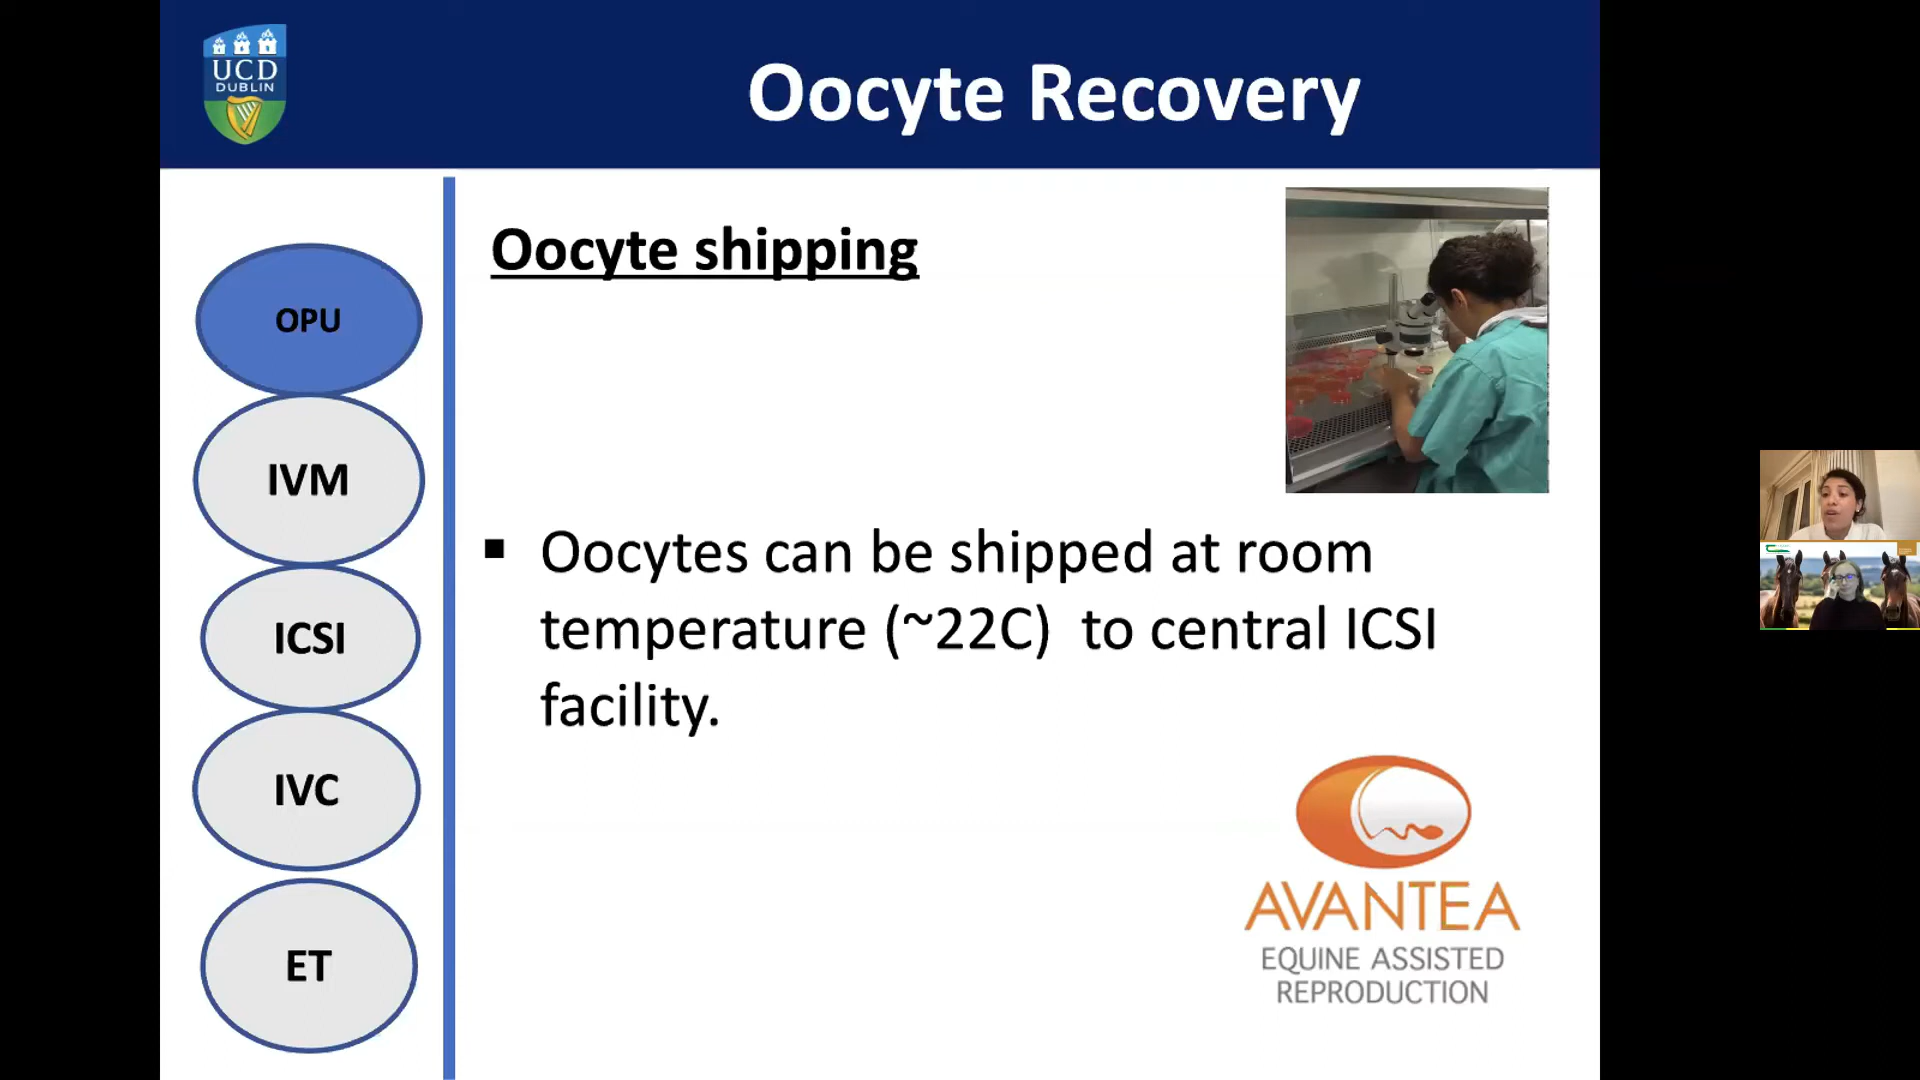 UCD
DUBLIN
Oocyte Recovery
OPU
IVM
ICSI
IVC
ET
Oocyte shipping
▪ Oocytes can be shipped at room
temperature (~22C) to central ICSI
facility.
AVANTEA
EQUINE ASSISTED
REPRODUCTION